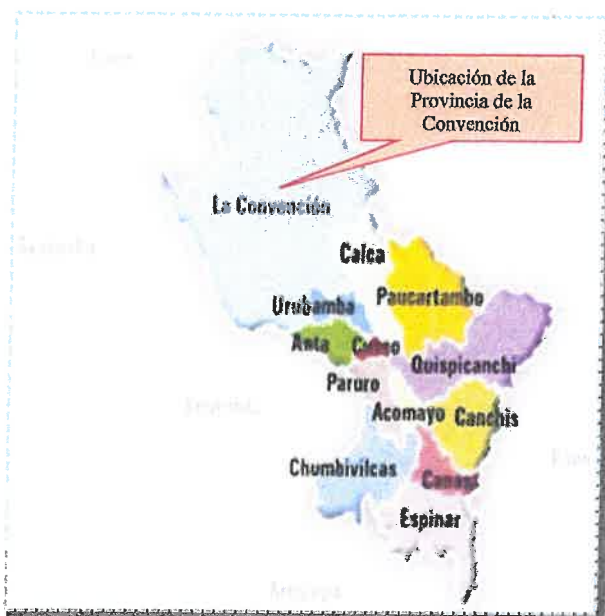 Ubicación de la
Provincia de la
Convención
La Convención
Calca
Urubamba
Paucartambo
Anta
Cusco
Quispicanchi
Paruro
Acomayo
Canchis
Chumbivilcas
Canas
Espinar